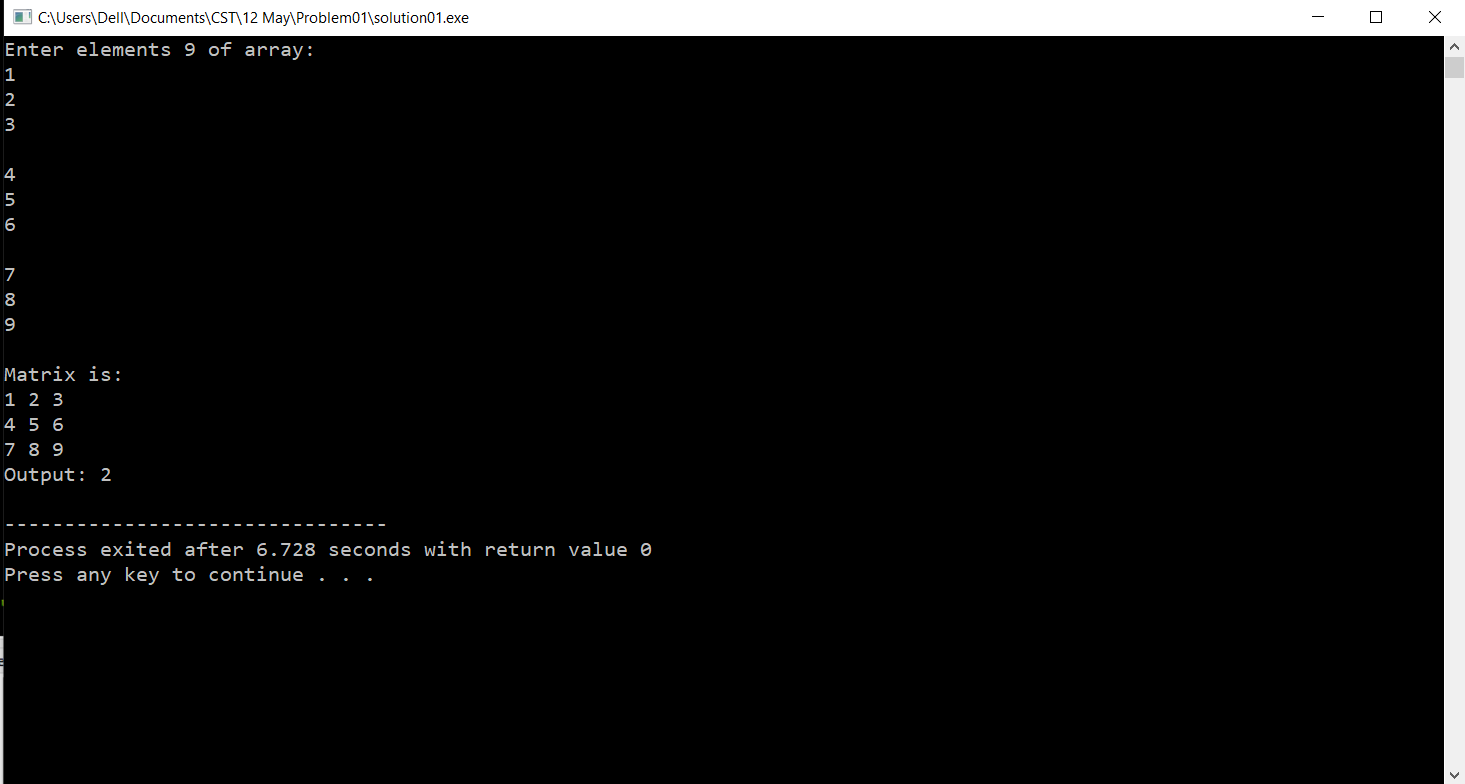 C:\Users\Dell\Documents\CST\12 May\Problem01\solution01.exe
Enter elements 9 of array:
1
2
3
4
5
6
7
8
9
Matrix is:
1 2 3
4 5 6
7 8 9
Output: 2
--------------------------------
Process exited after 6.728 seconds with return value 0
Press any key to continue . . .